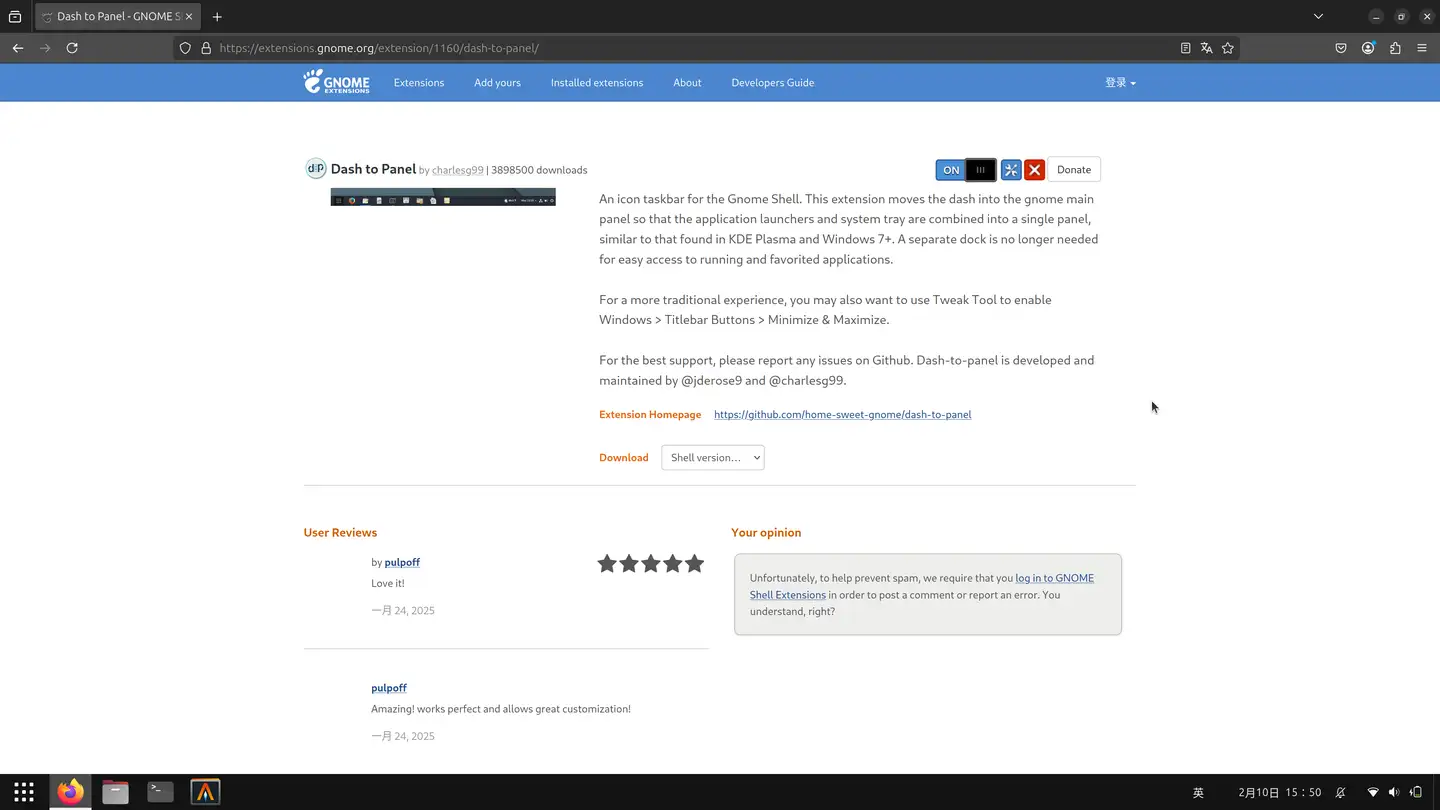 Dash to Panel - GNOME S
https://extensions.gnome.org/extension/1160/dash-to-panel/
GNOME
EXTENSIONS
Extensions
Add yours
Installed extensions
About
Developers Guide
登录
Dash to Panel by charlesg99 | 3898500 downloads
ON
Donate
An icon taskbar for the Gnome Shell. This extension moves the dash into the gnome main
panel so that the application launchers and system tray are combined into a single panel,
similar to that found in KDE Plasma and Windows 7+. A separate dock is no longer needed
for easy access to running and favorited applications.
For a more traditional experience, you may also want to use Tweak Tool to enable
Windows > Titlebar Buttons > Minimize & Maximize.
For the best support, please report any issues on Github. Dash-to-panel is developed and
maintained by @jderose9 and @charlesg99.
Extension Homepage https://github.com/home-sweet-gnome/dash-to-panel
Download Shell version...
User Reviews
by pulpoff
Love it!
一月 24, 2025
pulpoff
Amazing! works perfect and allows great customization!
一月 24, 2025
Your opinion
Unfortunately, to help prevent spam, we require that you log in to GNOME
Shell Extensions in order to post a comment or report an error. You
understand, right?
英
2月10日 15：50